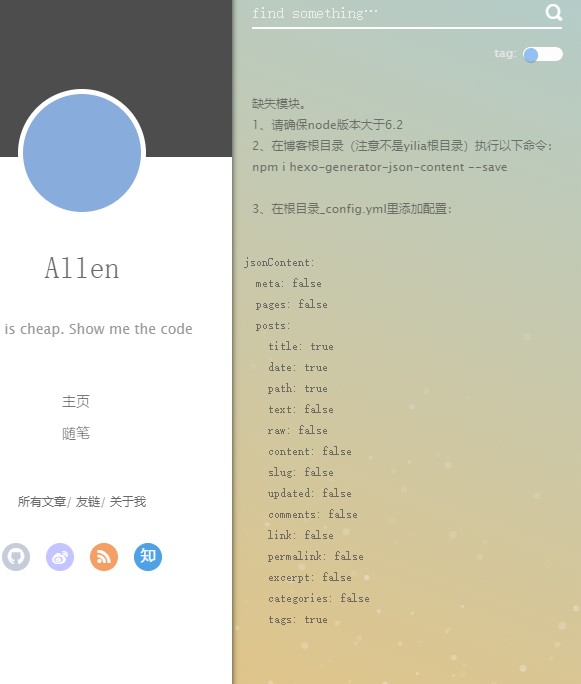 find something…
tag:
缺失模块。
1、请确保node版本大于6.2
2、在博客根目录（注意不是yilia根目录）执行以下命令：
npm i hexo-generator-json-content --save
3、在根目录_config.yml里添加配置：
jsonContent:
meta: false
pages: false
posts:
title: true
date: true
path: true
text: false
raw: false
content: false
slug: false
updated: false
comments: false
link: false
permalink: false
excerpt: false
categories: false
tags: true
Allen
is cheap. Show me the code
主页
随笔
所有文章/ 友链/ 关于我
知